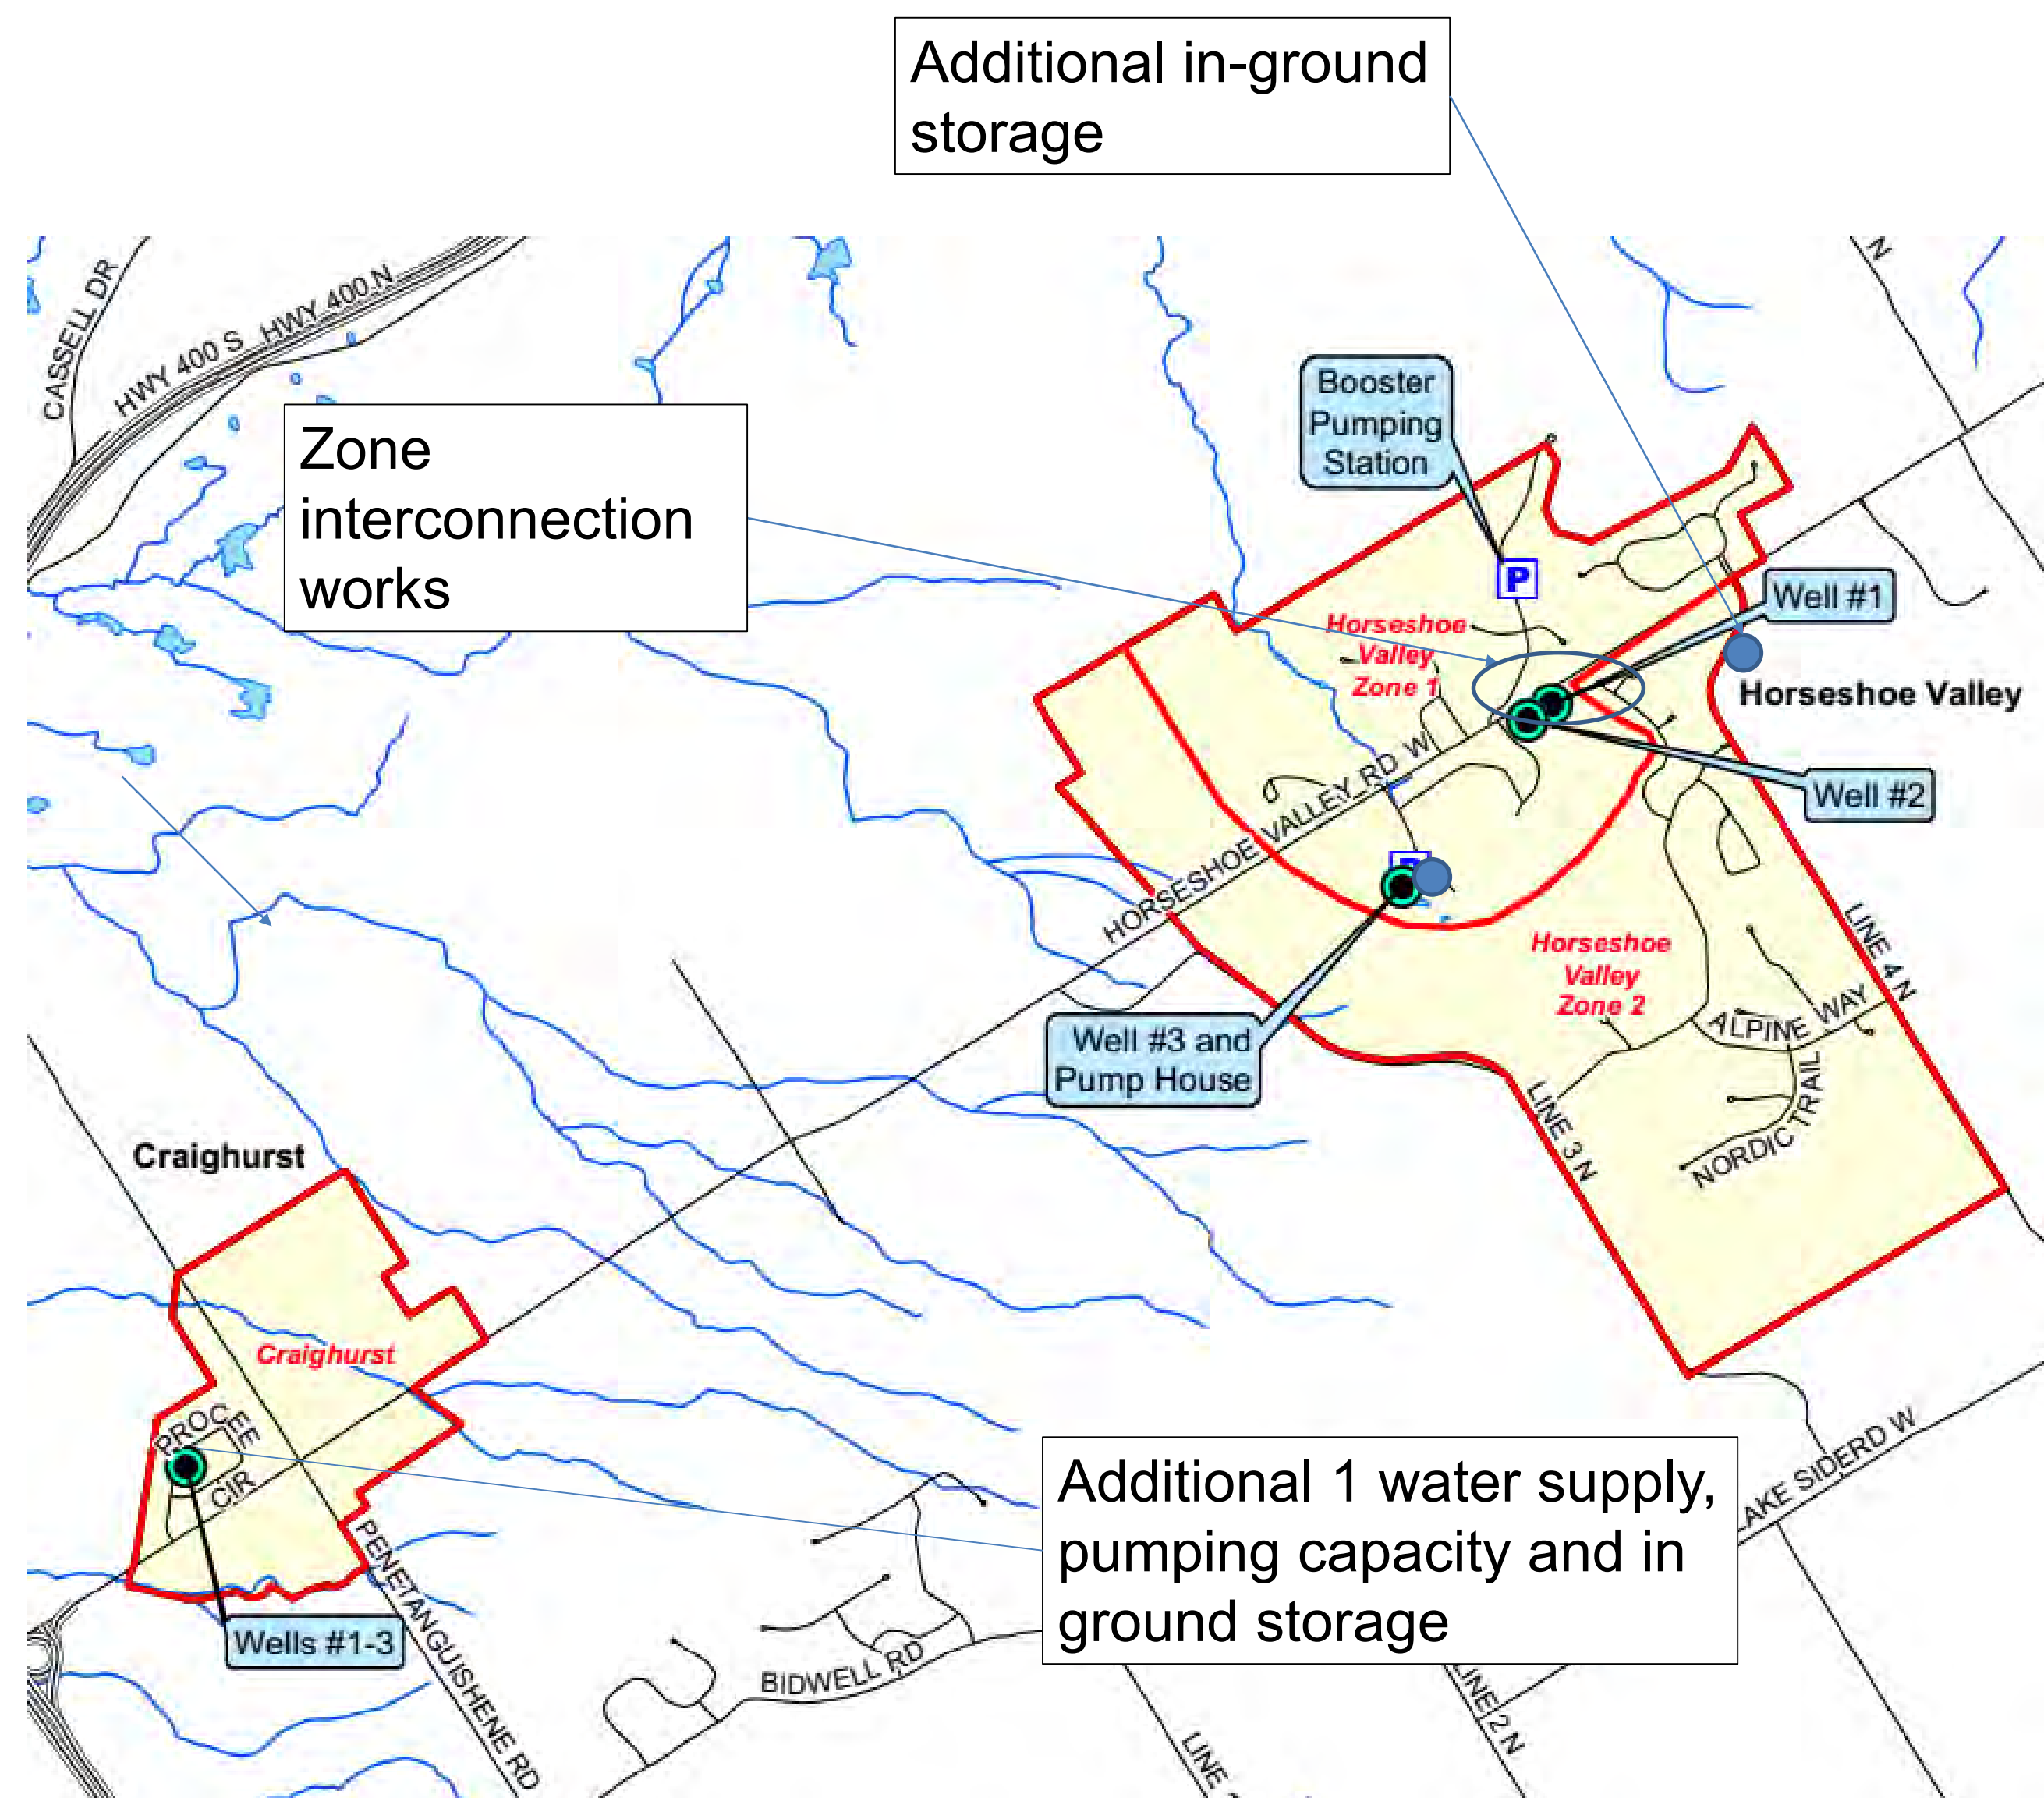 Additional in-ground
storage
N
CASSELL DR
HWY 400 S
HWY 400 N
Zone
interconnection
works
Booster
Pumping
Station
P
Well #1
Horseshoe
Valley
Zone 1
Horseshoe Valley
Well #2
HORSESHOE VALLEY RD W
Horseshoe
Valley
Zone 2
LINE 4 N
ALPINE WAY
NORDIC TRAIL
LINE 3 N
Well #3 and
Pump House
Craighurst
Craighurst
PROCEE
CIR
Wells #1-3
PENETANGUISHENE RD
BIDWELL RD
Additional 1 water supply,
pumping capacity and in
ground storage
LAKE SIDERD W
LINE 2 N
LINE